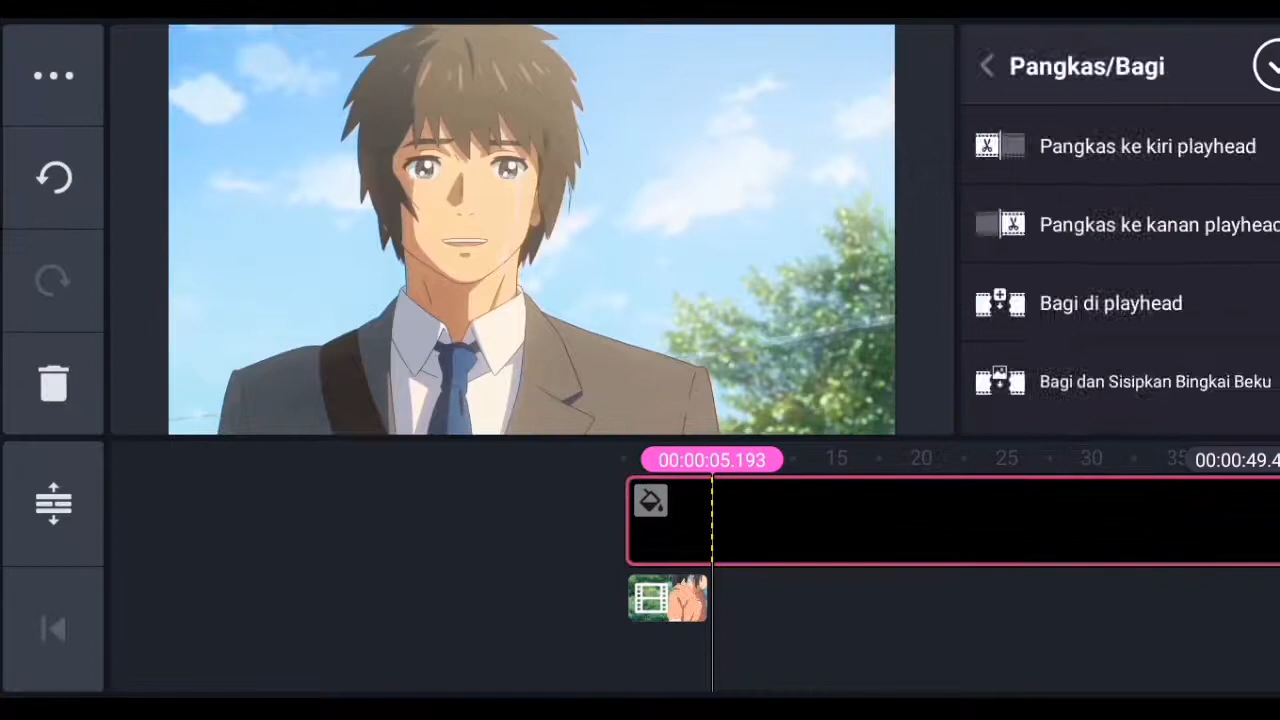 Pangkas/Bagi
Pangkas ke kiri playhead
Pangkas ke kanan playhead
Bagi di playhead
Bagi dan Sisipkan Bingkai Beku
00:00:05.193
15
20
25
30
35
00:00:49.4